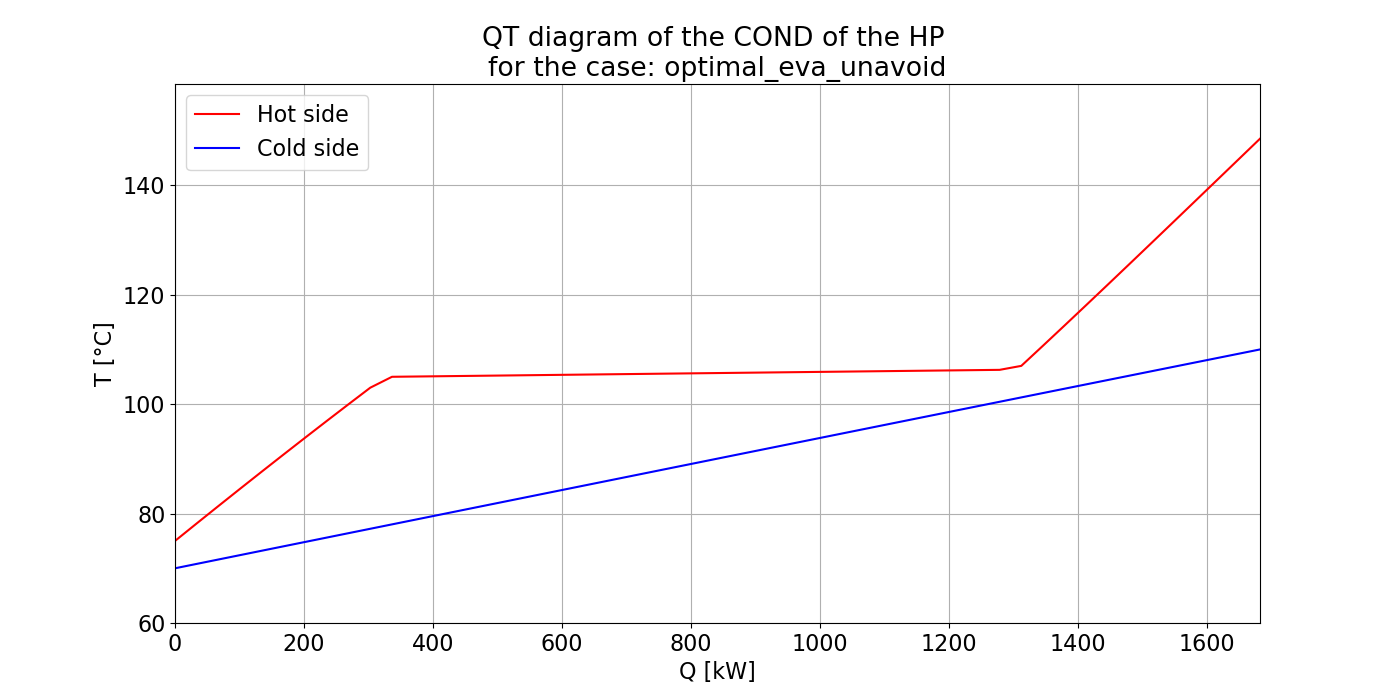 QT diagram of the COND of the HP
for the case: optimal_eva_unavoid
Hot side
Cold side
140
120
100
80
60
T [°C]
0 200 400 600 800 1000 1200 1400 1600
Q [kW]